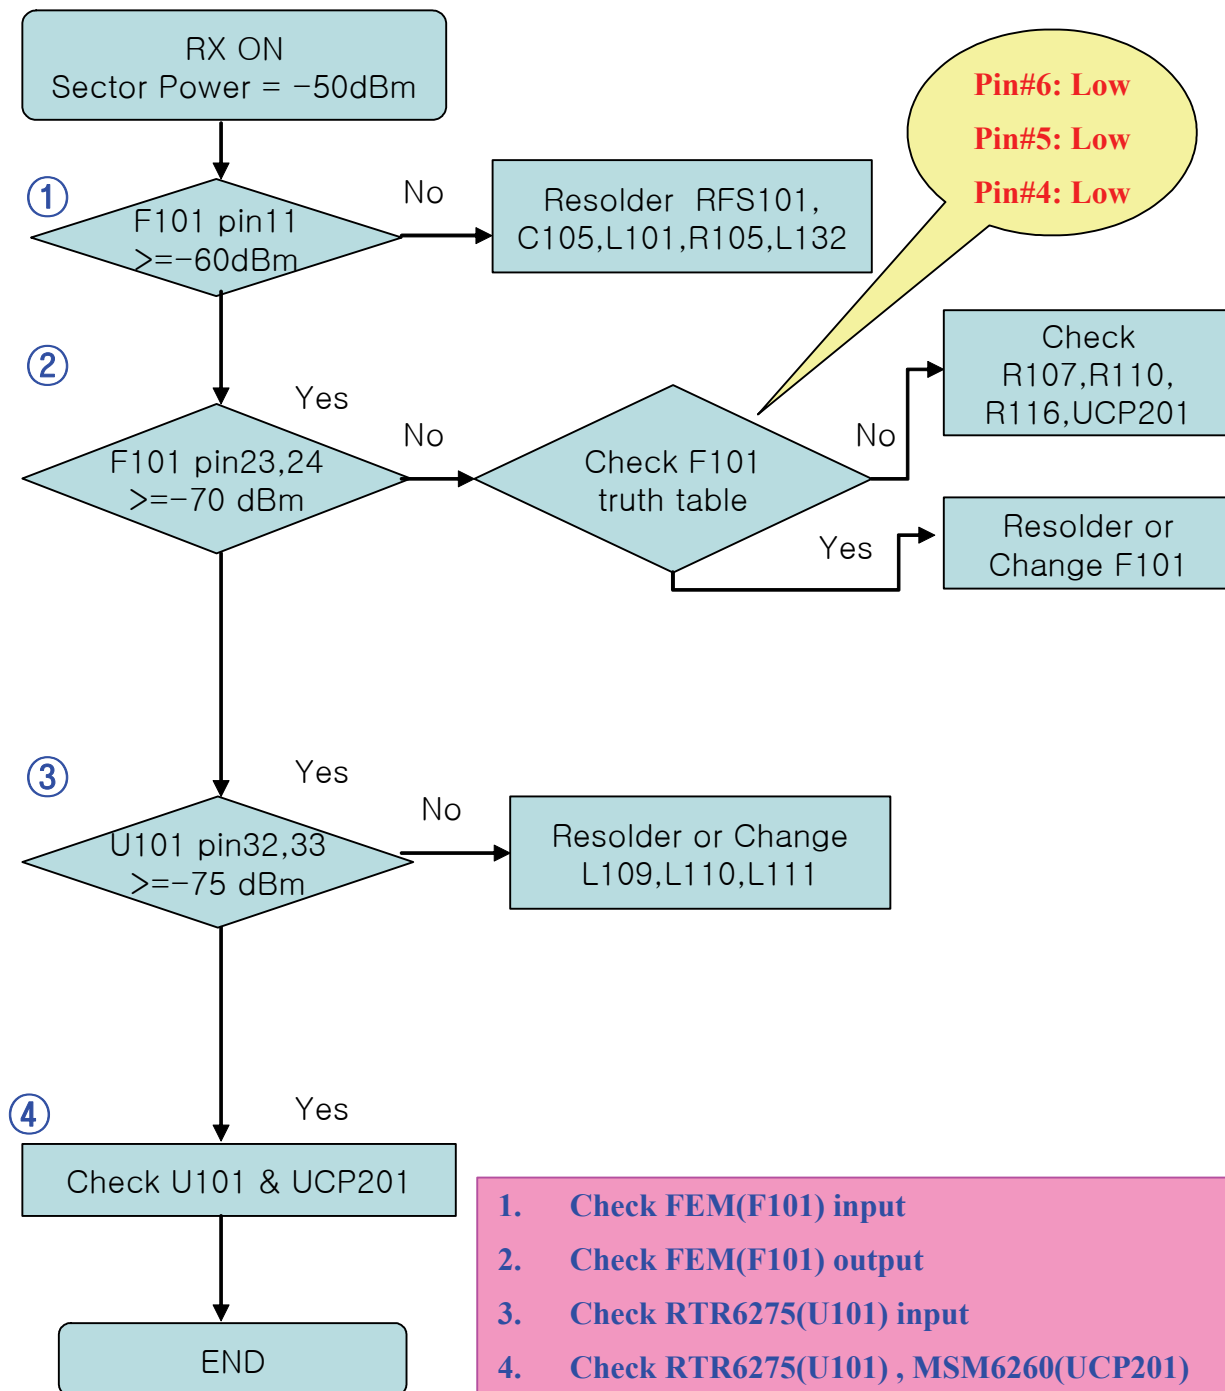 RX ON
Sector Power = -50dBm
Pin#6: Low
Pin#5: Low
Pin#4: Low
①
F101 pin11
>=-60dBm
No
Resolder RFS101,
C105,L101,R105,L132
②
Yes
F101 pin23,24
>=-70 dBm
No
Check F101
truth table
No
Check
R107,R110,
R116,UCP201
Yes
Resolder or
Change F101
③
Yes
U101 pin32,33
>=-75 dBm
No
Resolder or Change
L109,L110,L111
④
Yes
Check U101 & UCP201
END
1. Check FEM(F101) input
2. Check FEM(F101) output
3. Check RTR6275(U101) input
4. Check RTR6275(U101) , MSM6260(UCP201)